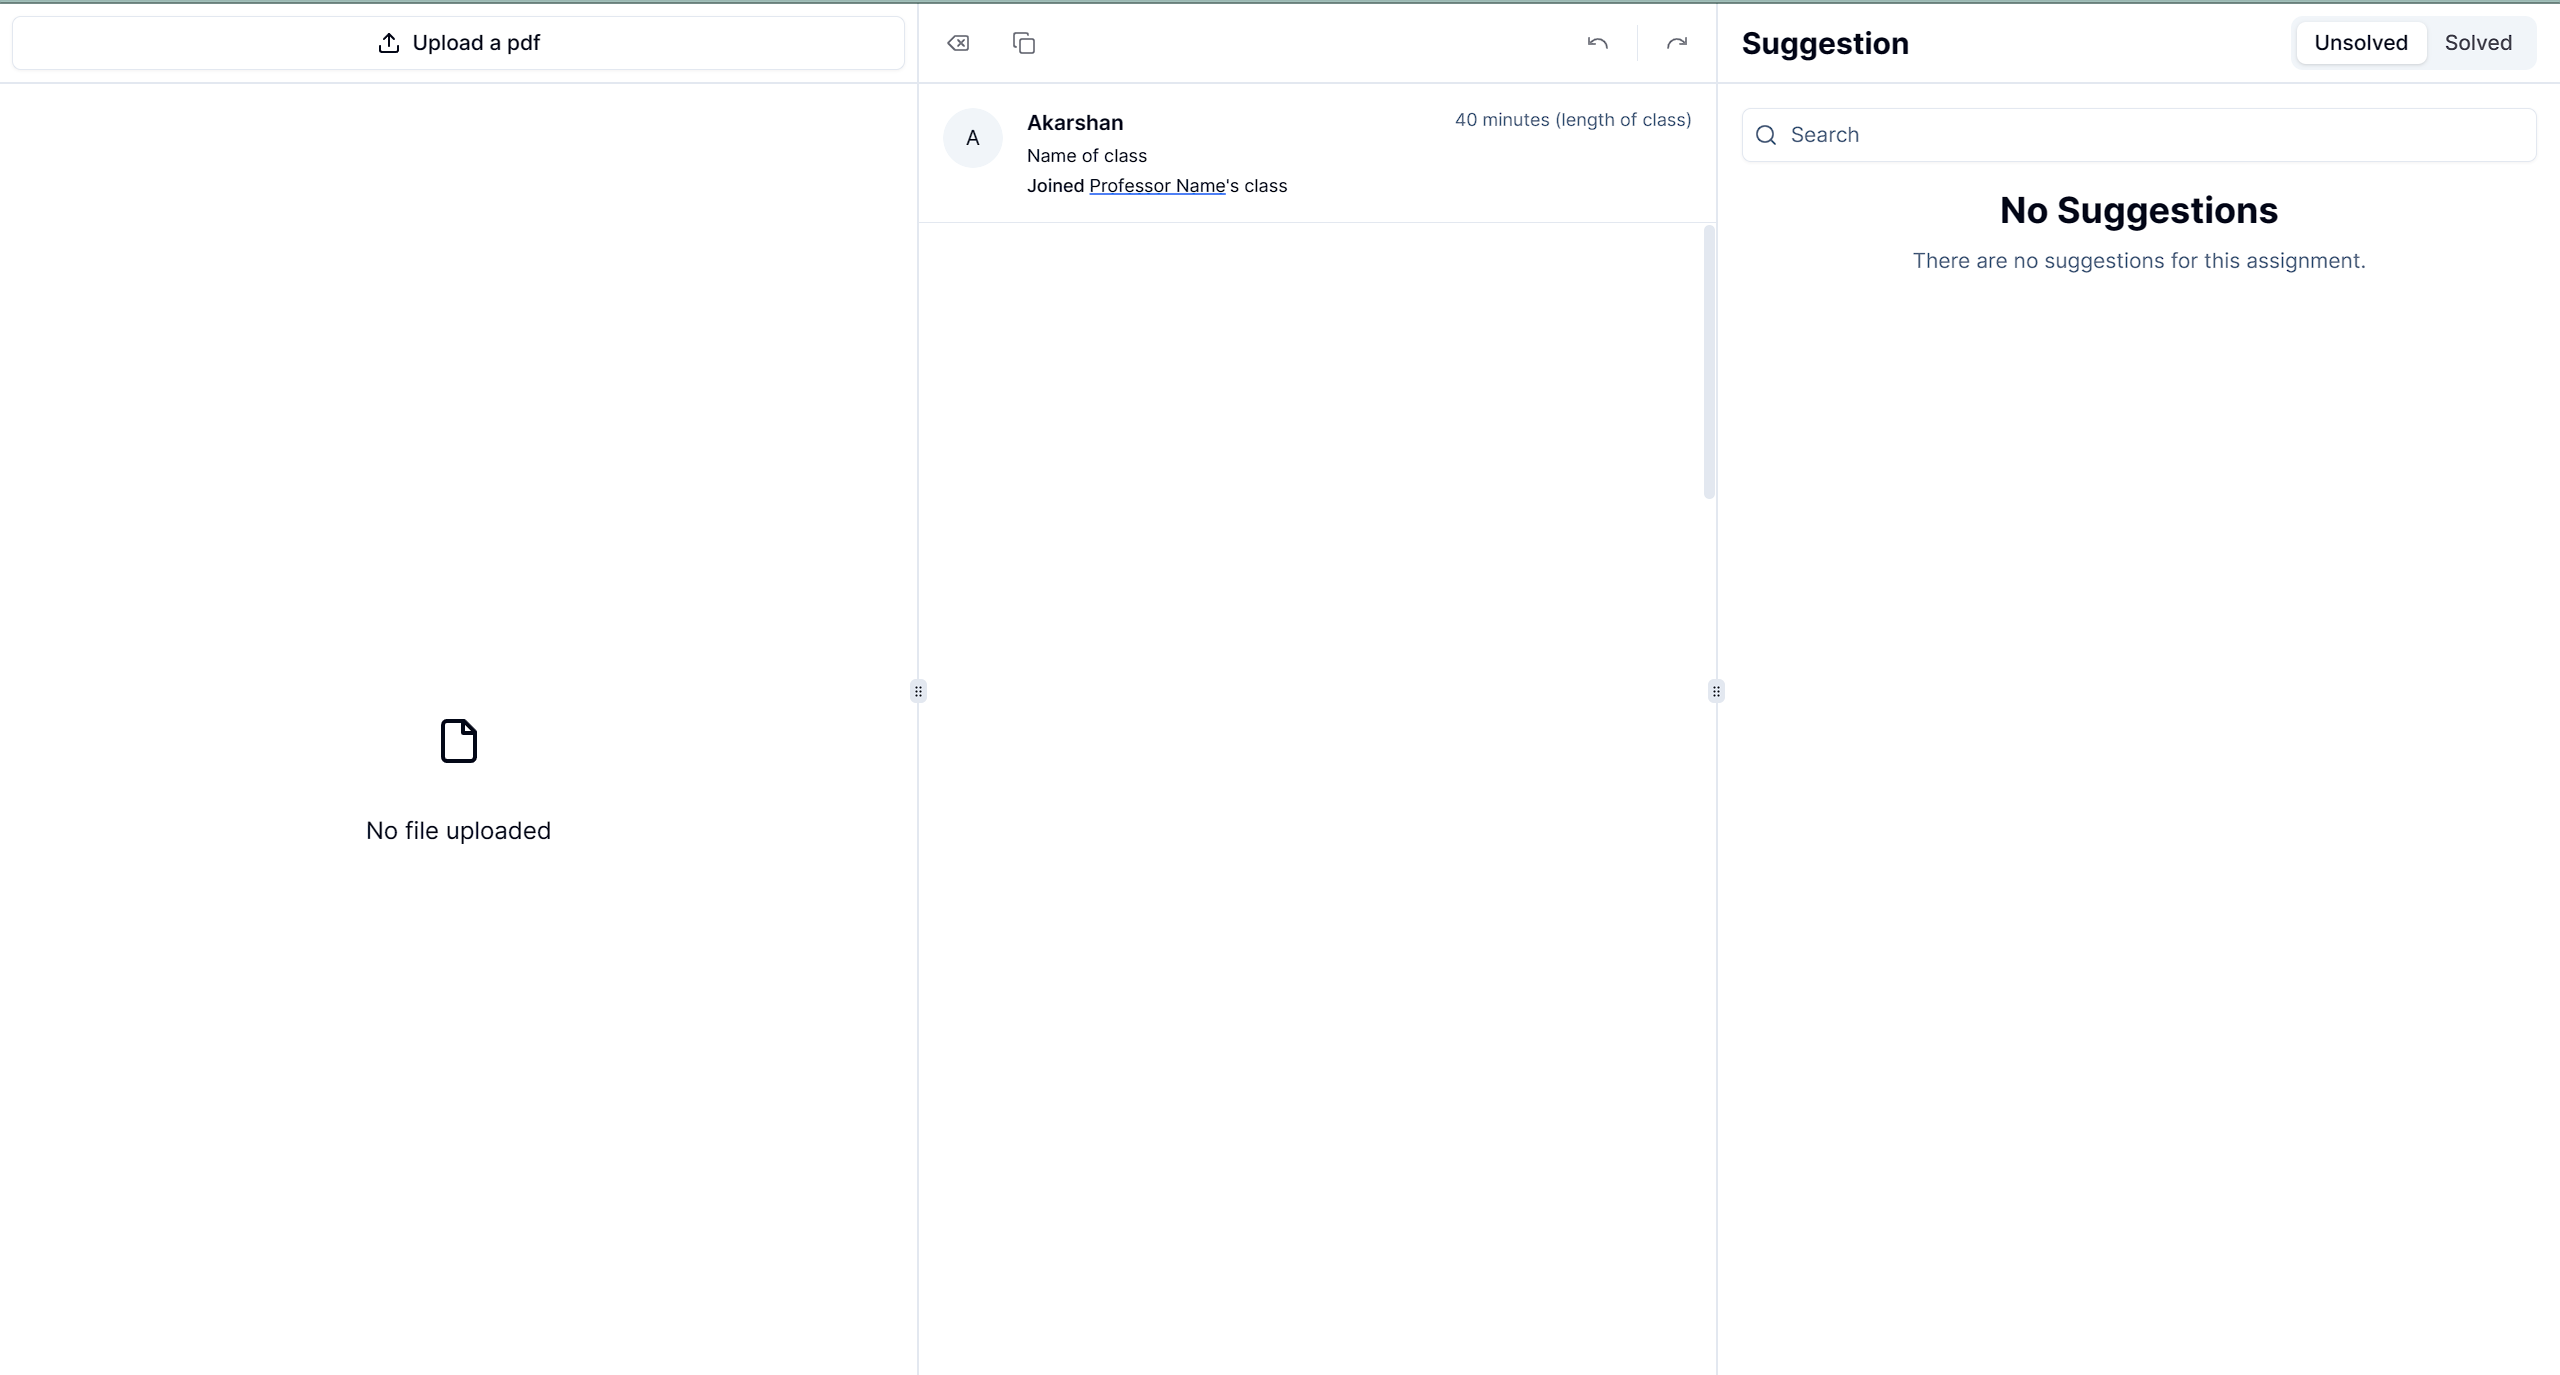 Upload a pdf
No file uploaded
A
Akarshan
40 minutes (length of class)
Name of class
Joined Professor Name's class
Suggestion
Unsolved
Solved
Search
No Suggestions
There are no suggestions for this assignment.